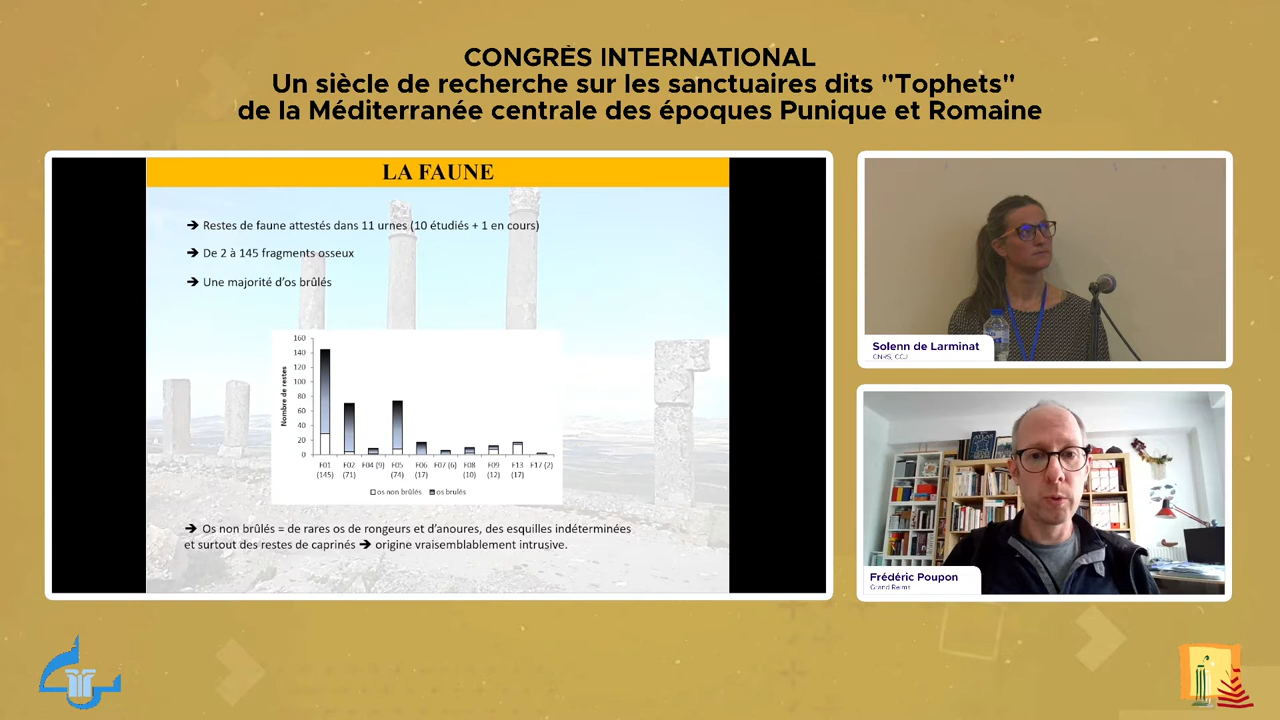 CONGRÈS INTERNATIONAL
Un siècle de recherche sur les sanctuaires dits "Tophets"
de la Méditerranée centrale des époques Punique et Romaine
LA FAUNE
➔ Restes de faune attestés dans 11 urnes (10 étudiés + 1 en cours)
➔ De 2 à 145 fragments osseux
➔ Une majorité d'os brûlés
Nombre de restes
160
140
120
100
80
60
40
20
0
F01 (145)
F02 (71)
F04 (9)
F05 (74)
F06 (17)
F07 (6)
F08 (10)
F09 (12)
F13 (17)
F17 (2)
os non brûlés
os brulés
➔ Os non brûlés = de rares os de rongeurs et d'anoures, des esquilles indéterminées
et surtout des restes de caprinés ➔ origine vraisemblablement intrusive.
Solenn de Larminat
CNRS, CCJ
Frédéric Poupon
Grand Reims